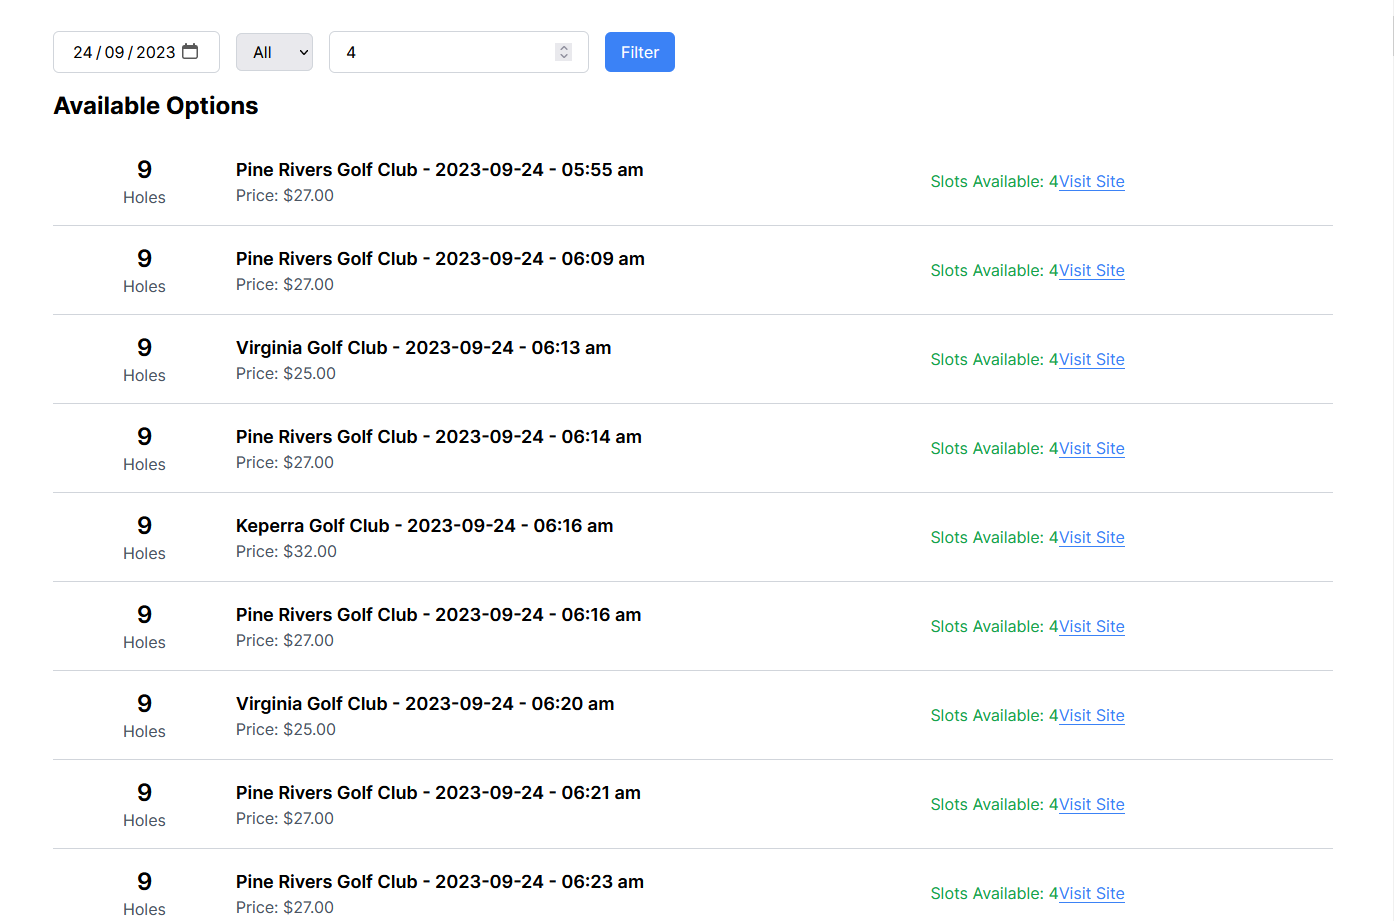 24/09/2023 All 4 Filter
Available Options
9
Holes
Pine Rivers Golf Club - 2023-09-24 - 05:55 am
Price: $27.00
Slots Available: 4Visit Site
9
Holes
Pine Rivers Golf Club - 2023-09-24 - 06:09 am
Price: $27.00
Slots Available: 4Visit Site
9
Holes
Virginia Golf Club - 2023-09-24 - 06:13 am
Price: $25.00
Slots Available: 4Visit Site
9
Holes
Pine Rivers Golf Club - 2023-09-24 - 06:14 am
Price: $27.00
Slots Available: 4Visit Site
9
Holes
Keperra Golf Club - 2023-09-24 - 06:16 am
Price: $32.00
Slots Available: 4Visit Site
9
Holes
Pine Rivers Golf Club - 2023-09-24 - 06:16 am
Price: $27.00
Slots Available: 4Visit Site
9
Holes
Virginia Golf Club - 2023-09-24 - 06:20 am
Price: $25.00
Slots Available: 4Visit Site
9
Holes
Pine Rivers Golf Club - 2023-09-24 - 06:21 am
Price: $27.00
Slots Available: 4Visit Site
9
Holes
Pine Rivers Golf Club - 2023-09-24 - 06:23 am
Price: $27.00
Slots Available: 4Visit Site